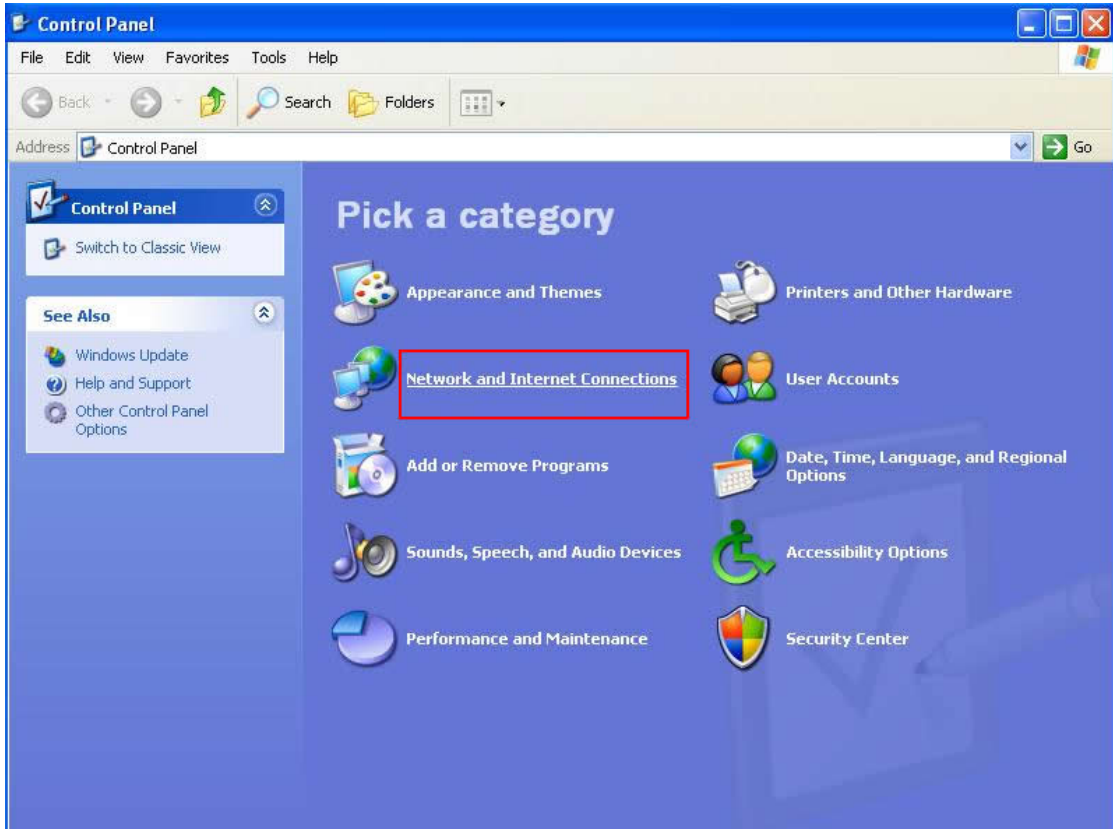 Control Panel
File Edit View Favorites Tools Help
Back Search Folders
Address Control Panel Go
Control Panel
Switch to Classic View
See Also
Windows Update
Help and Support
Other Control Panel
Options
Pick a category
Appearance and Themes
Printers and Other Hardware
Network and Internet Connections
User Accounts
Add or Remove Programs
Date, Time, Language, and Regional
Options
Sounds, Speech, and Audio Devices
Accessibility Options
Performance and Maintenance
Security Center